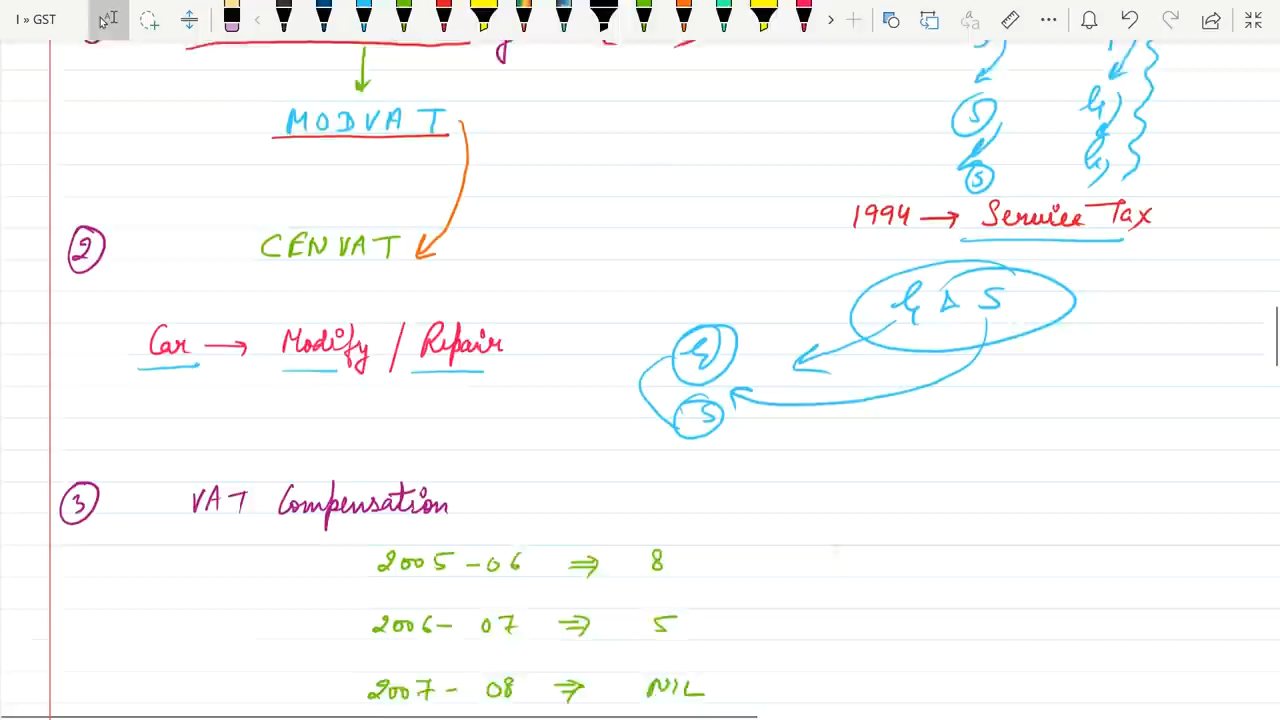 I » GST
MODVAT
S G
S G
1994 → Service Tax
② CENVAT
G & S
Car → Modify / Repair
G
S
③ VAT Compensation
2005-06 ⇒ 8
2006-07 ⇒ 5
2007-08 ⇒ NIL